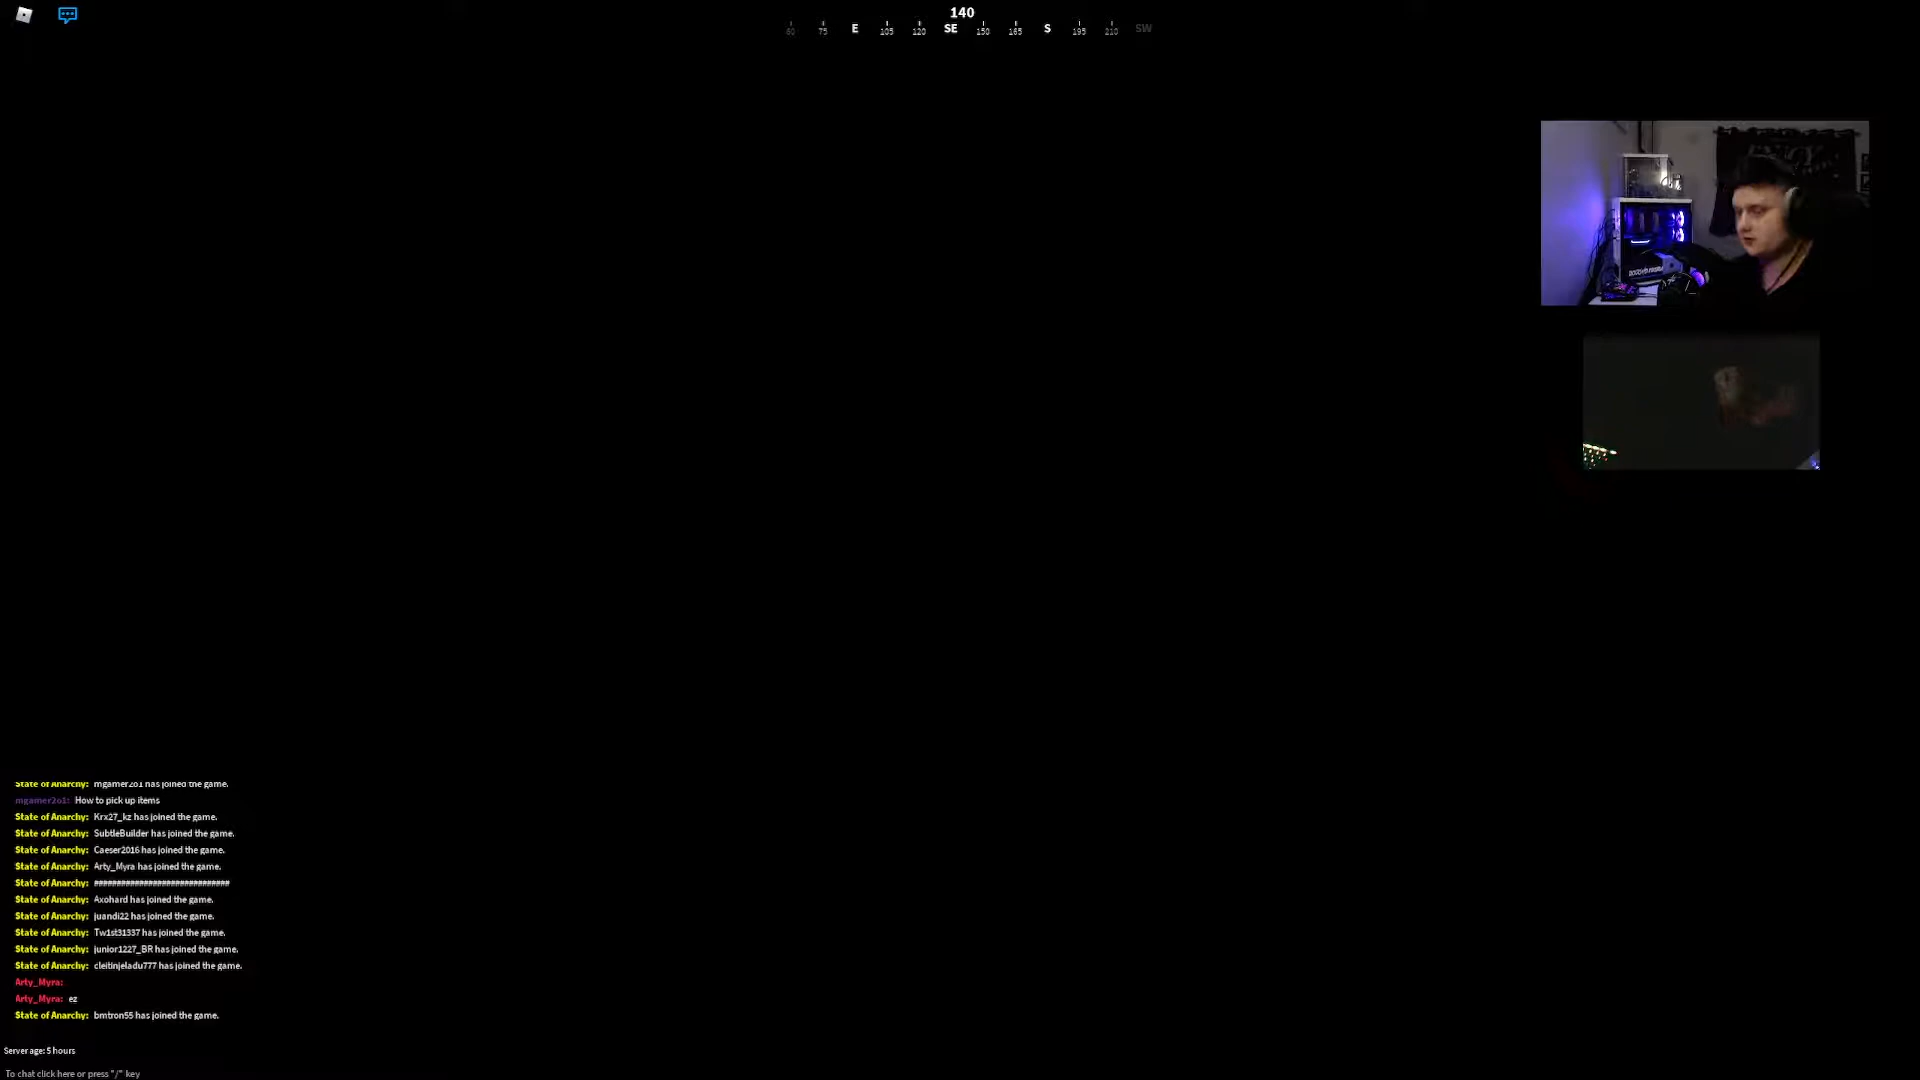 140
60 75 E 105 120 SE 150 165 S 195 210 SW
State of Anarchy: mgamer2o1 has joined the game.
mgamer2o1: How to pick up items
State of Anarchy: Krx27_kz has joined the game.
State of Anarchy: SubtleBuilder has joined the game.
State of Anarchy: Caeser2016 has joined the game.
State of Anarchy: Arty_Myra has joined the game.
State of Anarchy: ##############################
State of Anarchy: Axohard has joined the game.
State of Anarchy: juandi22 has joined the game.
State of Anarchy: Tw1st31337 has joined the game.
State of Anarchy: junior1227_BR has joined the game.
State of Anarchy: cleitinjeladu777 has joined the game.
Arty_Myra:
Arty_Myra: ez
State of Anarchy: bmtron55 has joined the game.
Server age: 5 hours
To chat click here or press "/" key